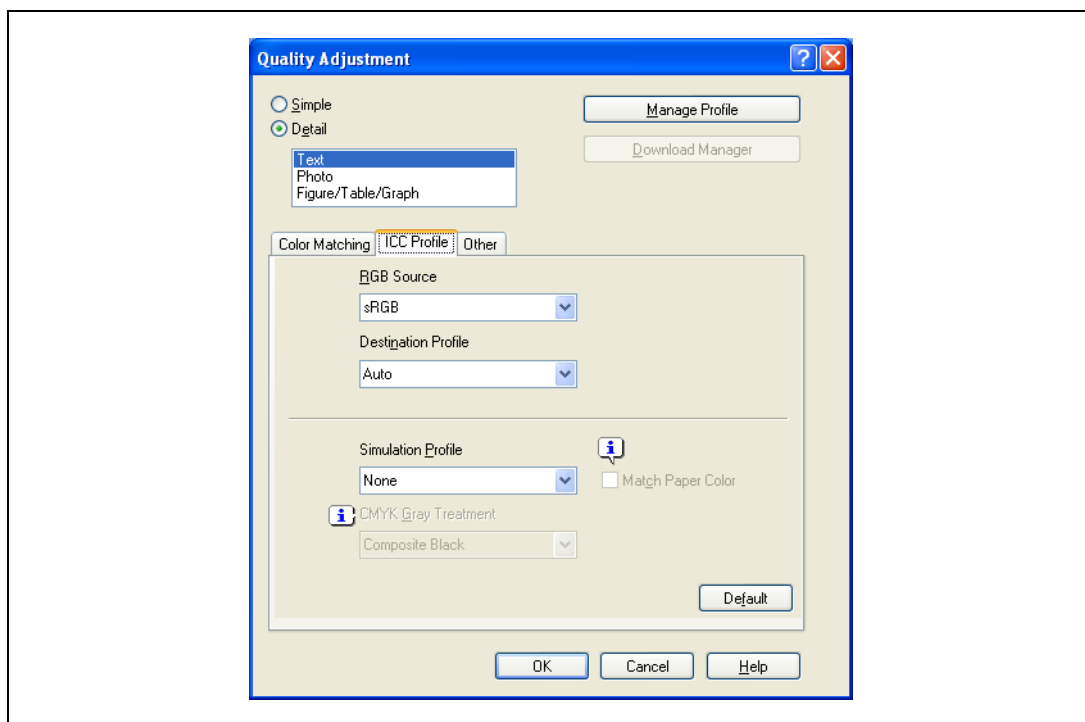 Quality Adjustment
Simple
Manage Profile
Detail
Download Manager
Text
Photo
Figure/Table/Graph
Color Matching
ICC Profile
Other
RGB Source
sRGB
Destination Profile
Auto
Simulation Profile
None
Match Paper Color
CMYK Gray Treatment
Composite Black
Default
OK
Cancel
Help